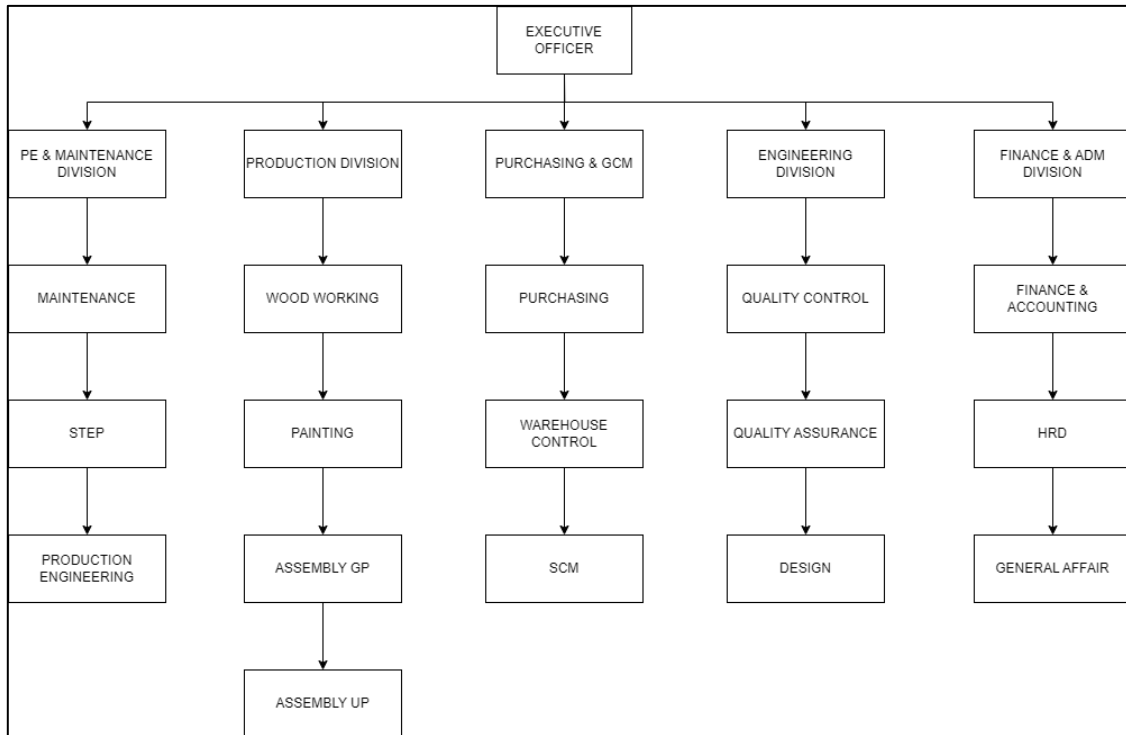 EXECUTIVE
OFFICER
PE & MAINTENANCE
DIVISION
PRODUCTION DIVISION
PURCHASING & GCM
ENGINEERING
DIVISION
FINANCE & ADM
DIVISION
MAINTENANCE
WOOD WORKING
PURCHASING
QUALITY CONTROL
FINANCE &
ACCOUNTING
STEP
PAINTING
WAREHOUSE
CONTROL
QUALITY ASSURANCE
HRD
PRODUCTION
ENGINEERING
ASSEMBLY GP
SCM
DESIGN
GENERAL AFFAIR
ASSEMBLY UP